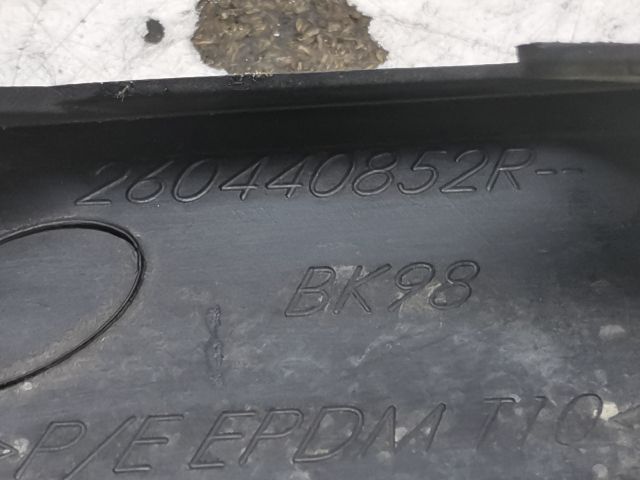 260440852R--
BK98
>P/E EPDM T10<